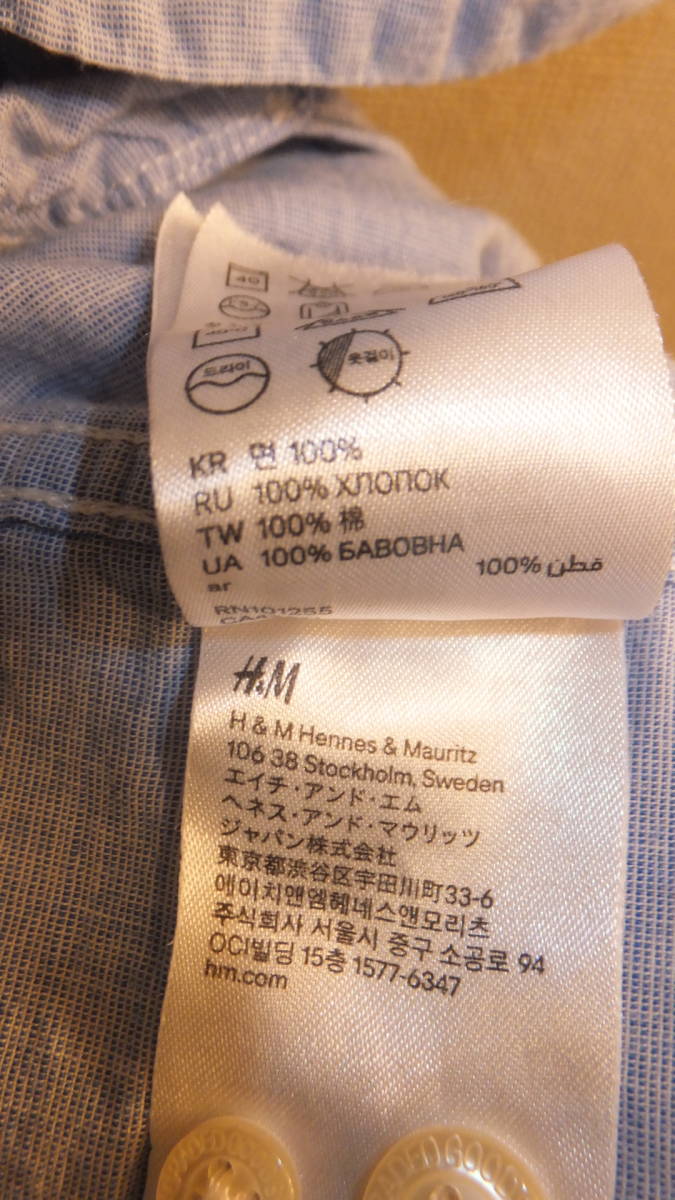 40
드라이
옷걸이
KR 면 100%
RU 100% ХЛОПОК
TW 100% 棉
UA 100% БАВОВНА
ar 100% قطن
RN101255
H&M
H & M Hennes & Mauritz
106 38 Stockholm, Sweden
エイチ・アンド・エム
ヘネス・アンド・マウリッツ
ジャパン株式会社
東京都渋谷区宇田川町33-6
에이치앤엠헤네스앤모리츠
주식회사 서울시 중구 소공로 94
OCI빌딩 15층 1577-6347
hm.com